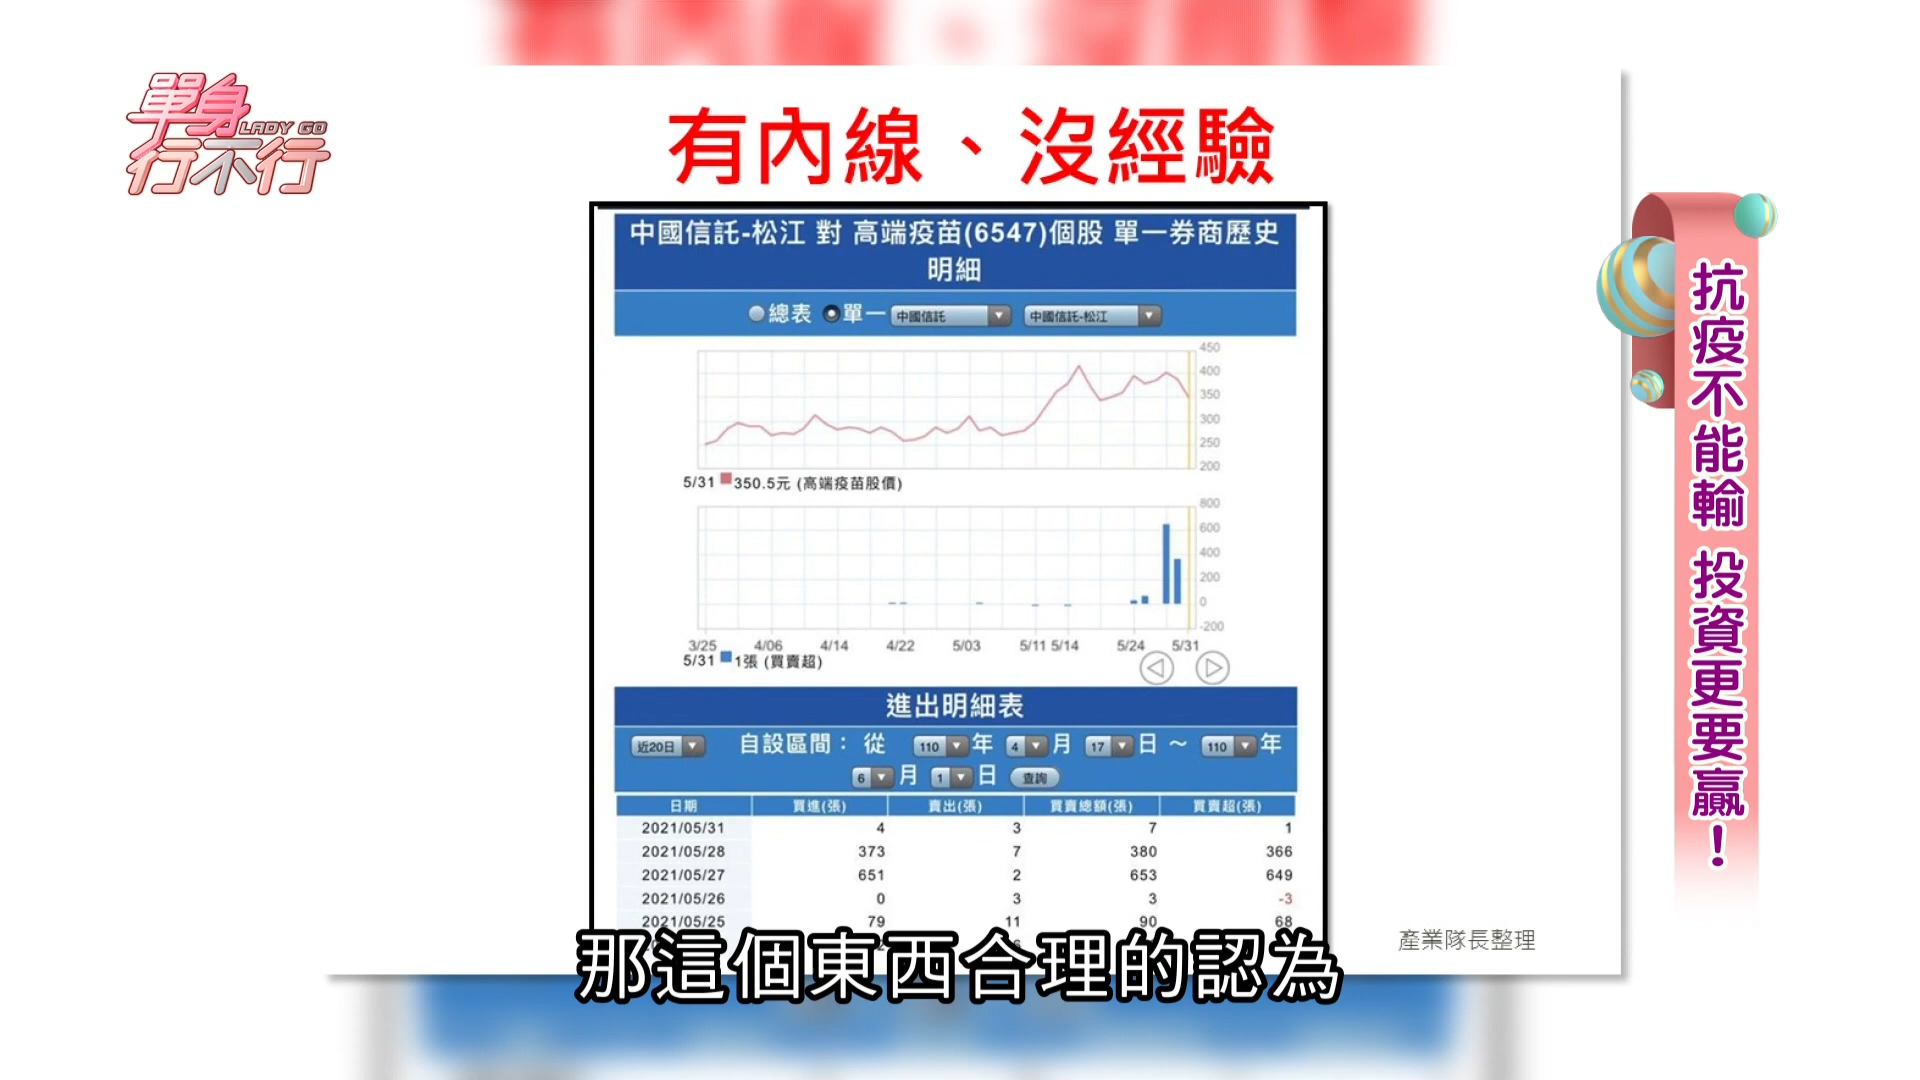 單身
LADY GO
行不行
有內線、沒經驗
中國信託-松江 對 高端疫苗(6547)個股 單一券商歷史
明細
總表 單一 中國信託 中國信託-松江
450
400
350
300
250
200
5/31 350.5元 (高端疫苗股價)
800
600
400
200
0
-200
3/25 4/06 4/14 4/22 5/03 5/11 5/14 5/24 5/31
5/31 1張 (買賣超)
進出明細表
近20日 自設區間： 從 110 年 4 月 17 日 ～ 110 年
6 月 1 日 查詢
日期 買進(張) 賣出(張) 買賣總額(張) 買賣超(張)
2021/05/31 4 3 7 1
2021/05/28 373 7 380 366
2021/05/27 651 2 653 649
2021/05/26 0 3 3 -3
2021/05/25 79 11 90 68
那這個東西合理的認為
產業隊長整理
抗疫不能輸 投資更要贏！